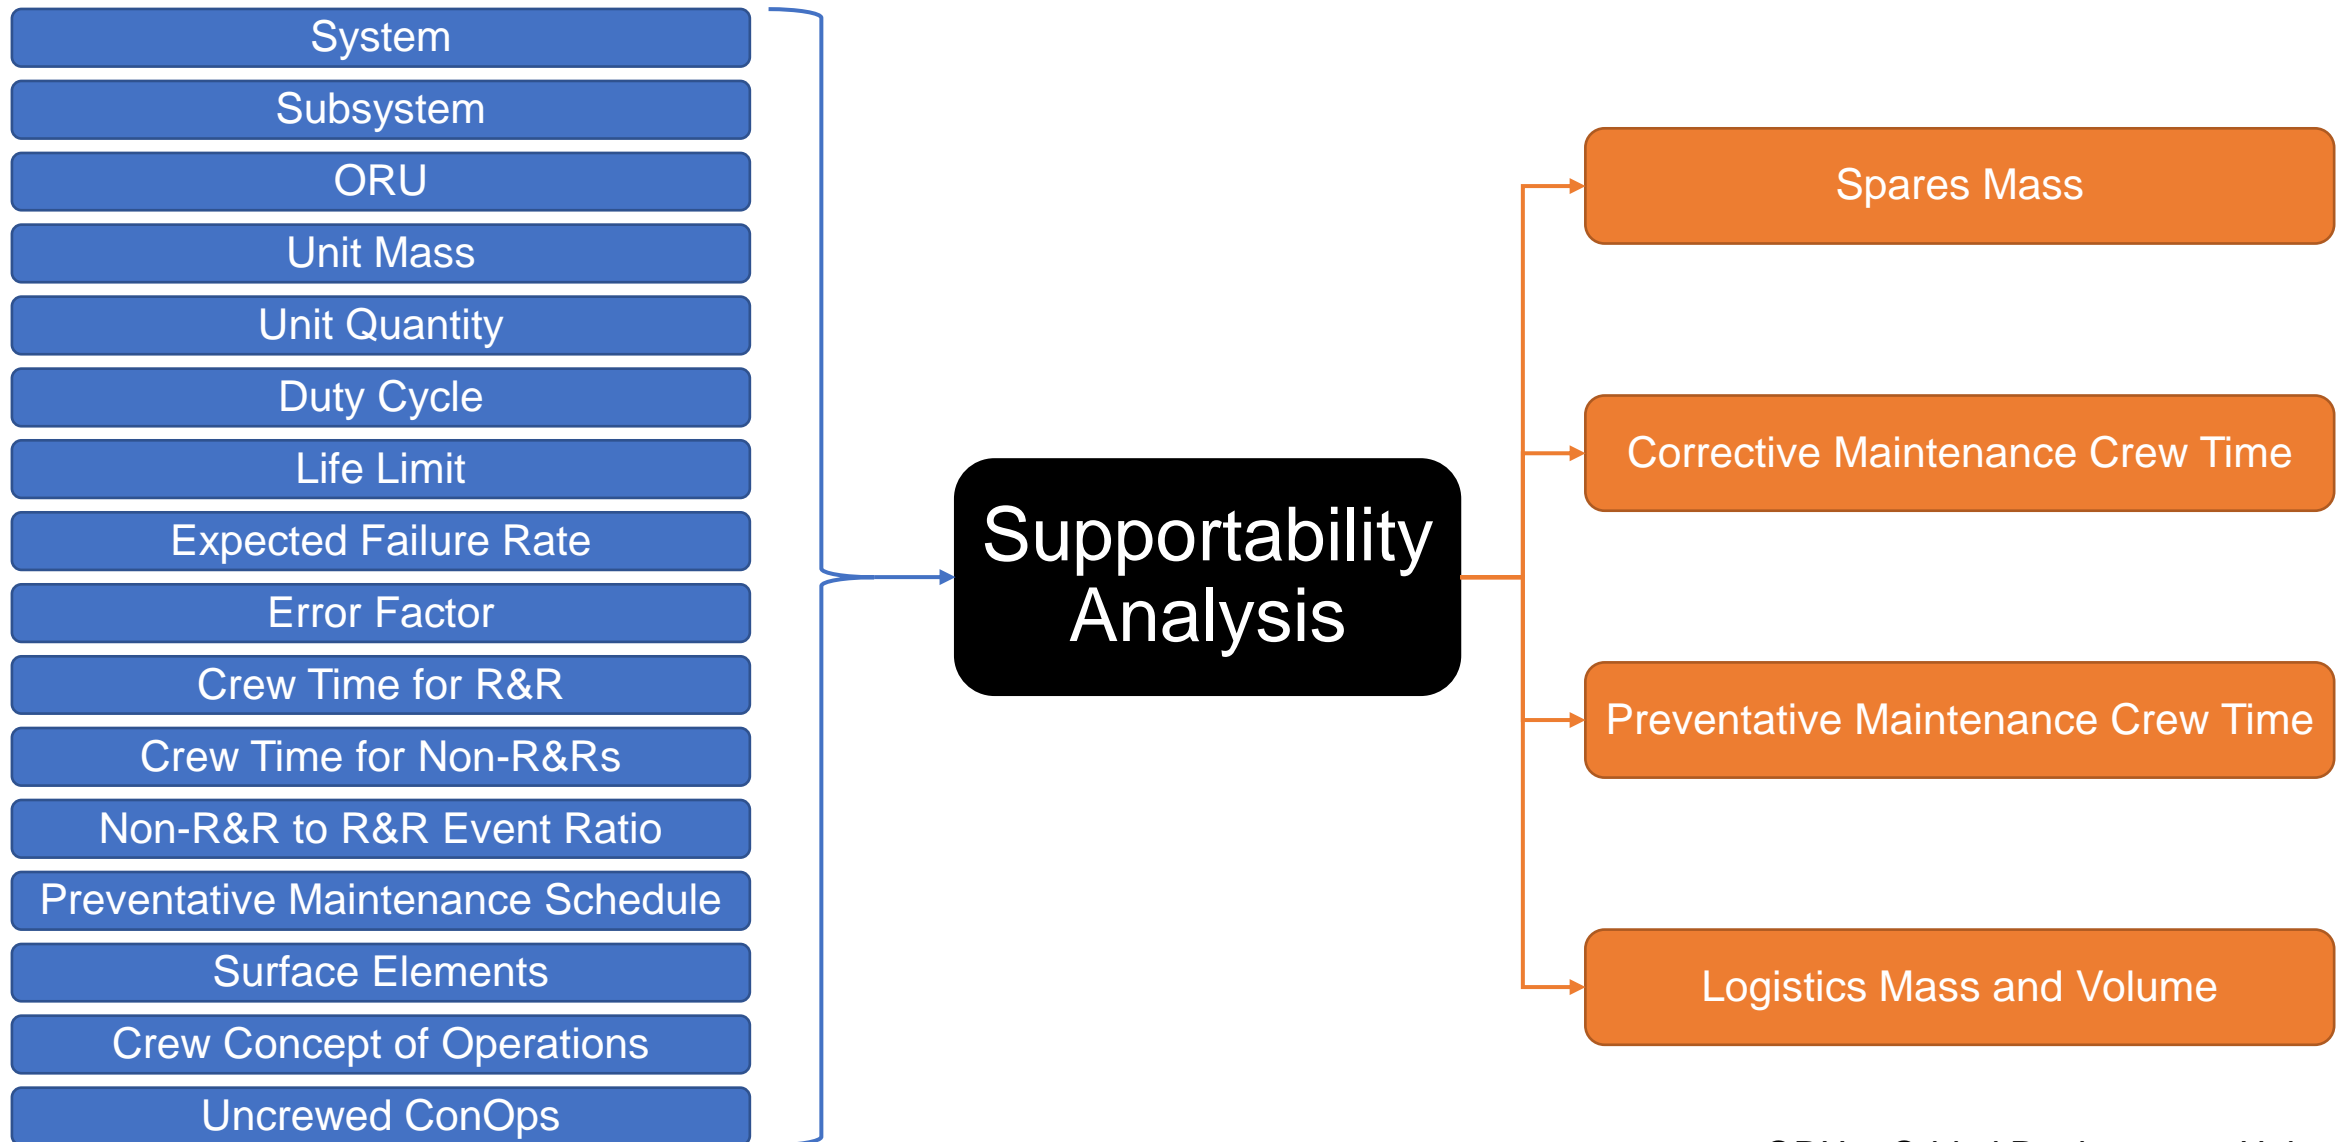 System
Subsystem
ORU
Unit Mass
Unit Quantity
Duty Cycle
Life Limit
Expected Failure Rate
Error Factor
Crew Time for R&R
Crew Time for Non-R&Rs
Non-R&R to R&R Event Ratio
Preventative Maintenance Schedule
Surface Elements
Crew Concept of Operations
Uncrewed ConOps
Supportability
Analysis
Spares Mass
Corrective Maintenance Crew Time
Preventative Maintenance Crew Time
Logistics Mass and Volume